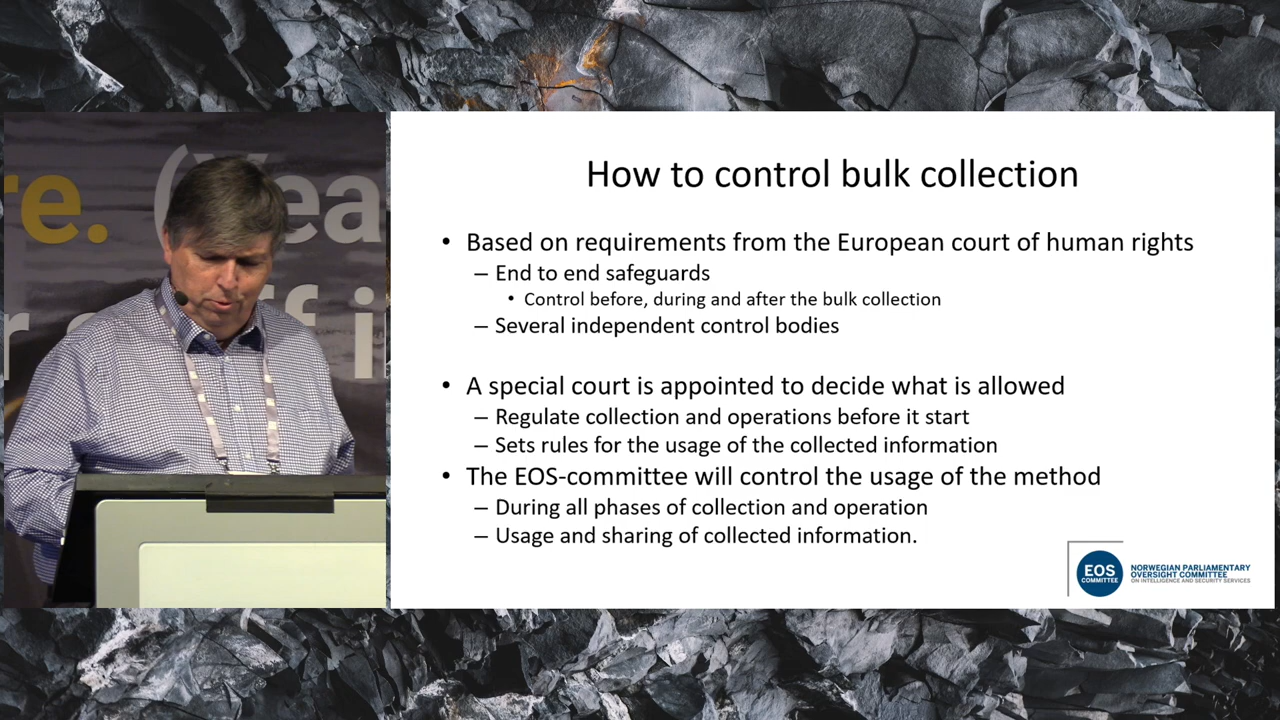 re. (Yea
r s ff i
How to control bulk collection
• Based on requirements from the European court of human rights
– End to end safeguards
• Control before, during and after the bulk collection
– Several independent control bodies
• A special court is appointed to decide what is allowed
– Regulate collection and operations before it start
– Sets rules for the usage of the collected information
• The EOS-committee will control the usage of the method
– During all phases of collection and operation
– Usage and sharing of collected information.
EOS
COMMITTEE
NORWEGIAN PARLIAMENTARY
OVERSIGHT COMMITTEE
ON INTELLIGENCE AND SECURITY SERVICES